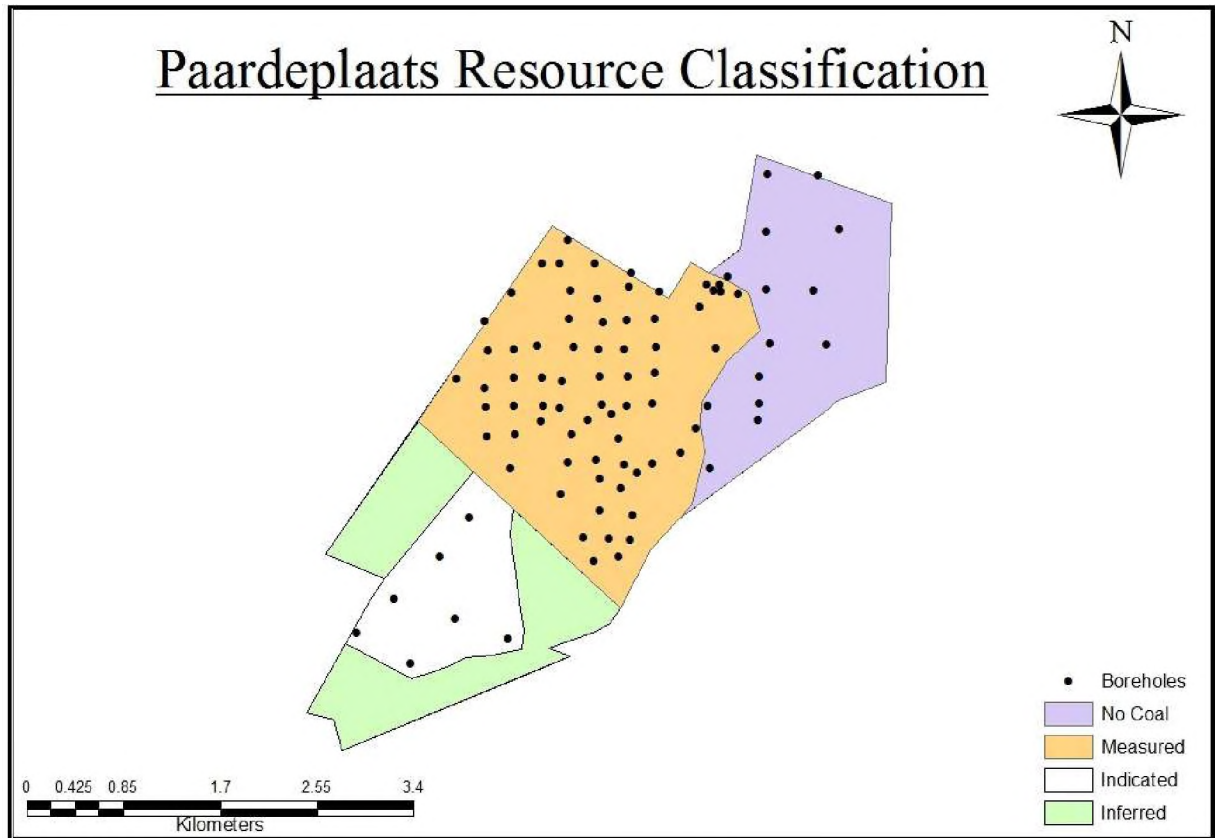 Paardeplaats Resource Classification
N
Boreholes
No Coal
Measured
Indicated
Inferred
0 0.425 0.85 1.7 2.55 3.4
Kilometers